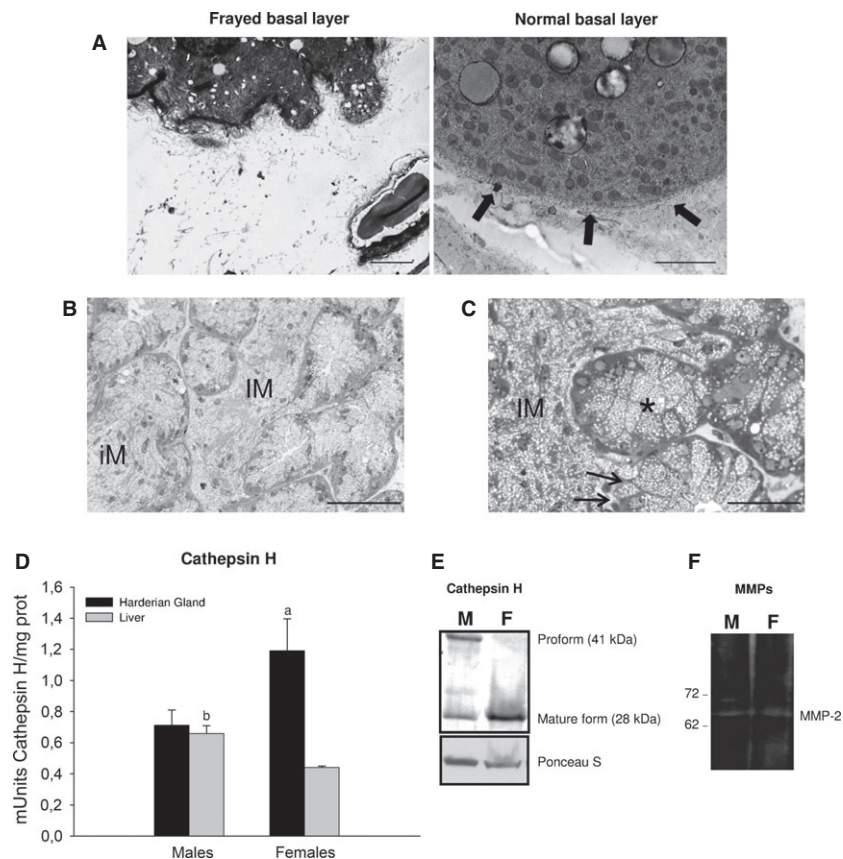 Frayed basal layer
Normal basal layer
A
B
IM
iM
C
IM
*
D
Cathepsin H
mUnits Cathepsin H/mg prot
1,6
1,4
1,2
1,0
0,8
0,6
0,4
0,2
0,0
Harderian Gland
Liver
b
a
Males
Females
E
Cathepsin H
M F
Proform (41 kDa)
Mature form (28 kDa)
Ponceau S
F
MMPs
M F
72
62
MMP-2